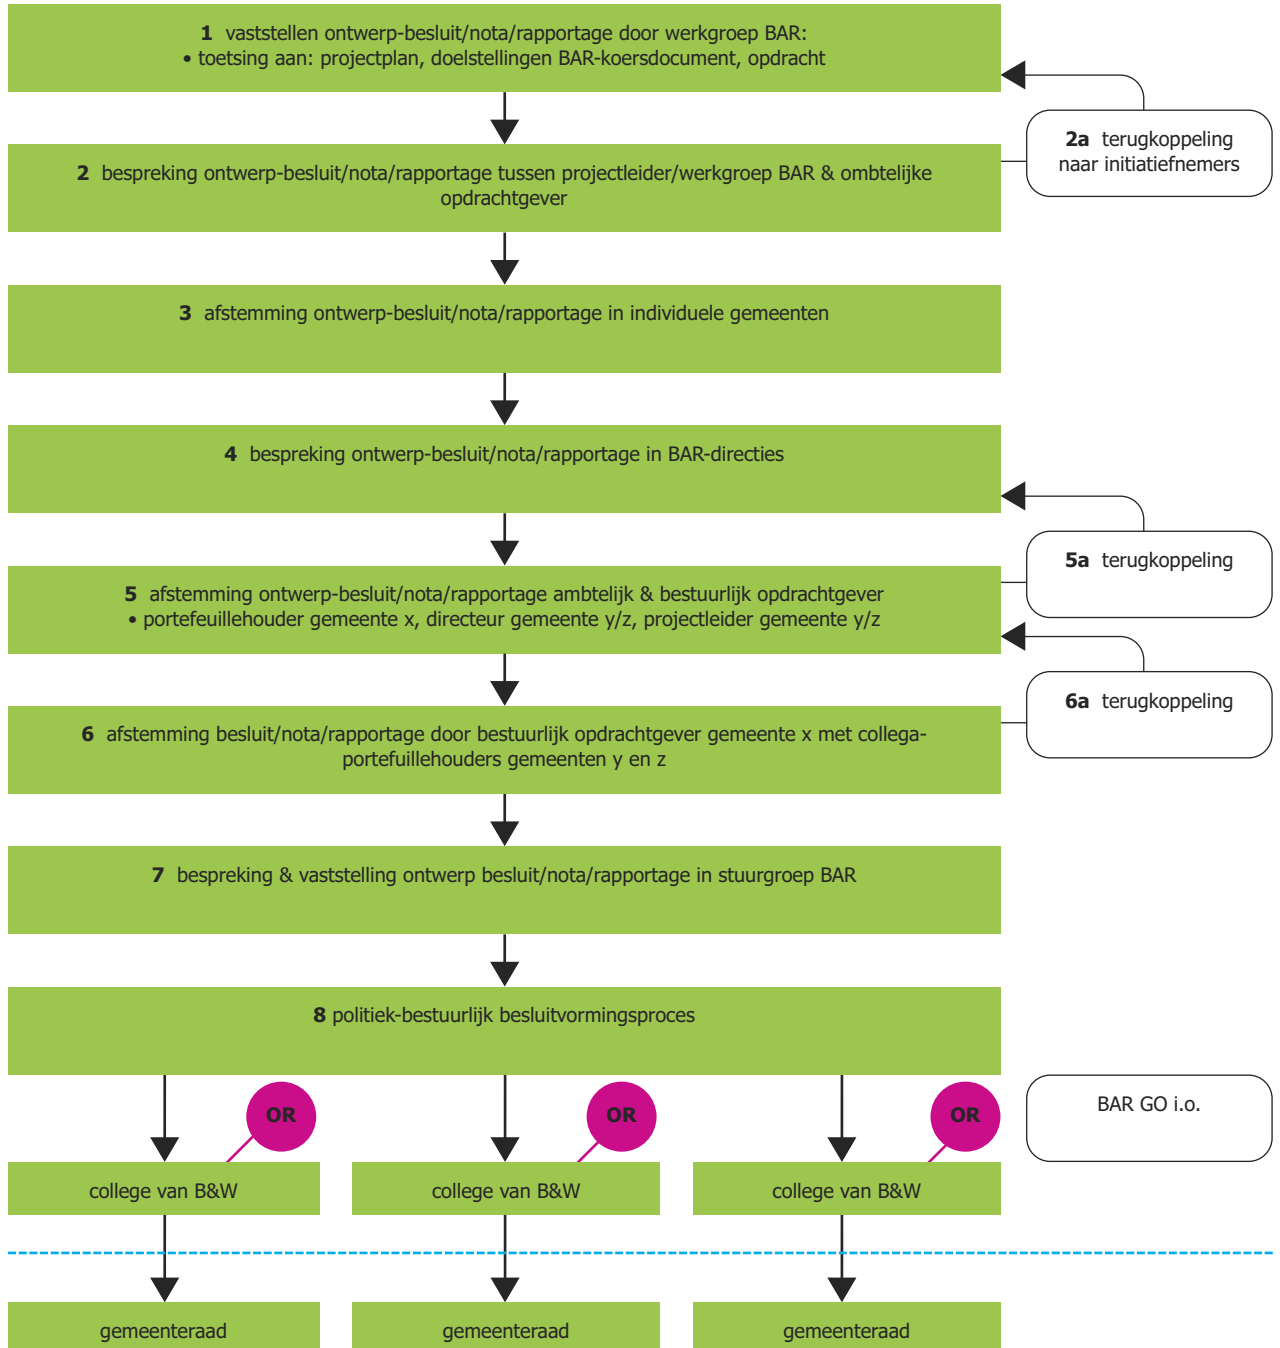 1 vaststellen ontwerp-besluit/nota/rapportage door werkgroep BAR:
• toetsing aan: projectplan, doelstellingen BAR-koersdocument, opdracht
2a terugkoppeling
naar initiatiefnemers
2 bespreking ontwerp-besluit/nota/rapportage tussen projectleider/werkgroep BAR & ombtelijke
opdrachtgever
3 afstemming ontwerp-besluit/nota/rapportage in individuele gemeenten
4 bespreking ontwerp-besluit/nota/rapportage in BAR-directies
5a terugkoppeling
5 afstemming ontwerp-besluit/nota/rapportage ambtelijk & bestuurlijk opdrachtgever
• portefeuillehouder gemeente x, directeur gemeente y/z, projectleider gemeente y/z
6a terugkoppeling
6 afstemming besluit/nota/rapportage door bestuurlijk opdrachtgever gemeente x met collega-
portefuillehouders gemeenten y en z
7 bespreking & vaststelling ontwerp besluit/nota/rapportage in stuurgroep BAR
8 politiek-bestuurlijk besluitvormingsproces
OR
OR
OR
BAR GO i.o.
college van B&W
college van B&W
college van B&W
gemeenteraad
gemeenteraad
gemeenteraad